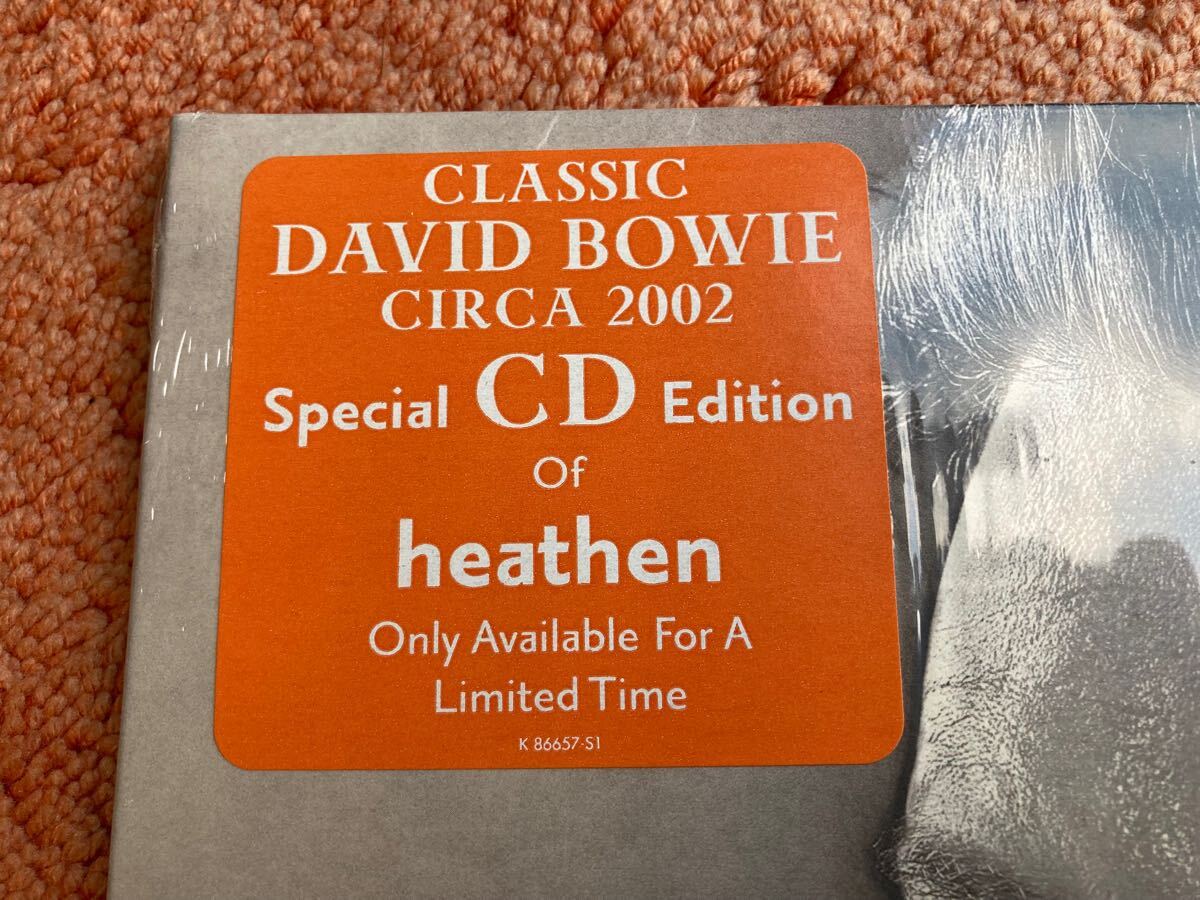 CLASSIC
DAVID BOWIE
CIRCA 2002
Special CD Edition
Of
heathen
Only Available For A
Limited Time
K 86657-S1